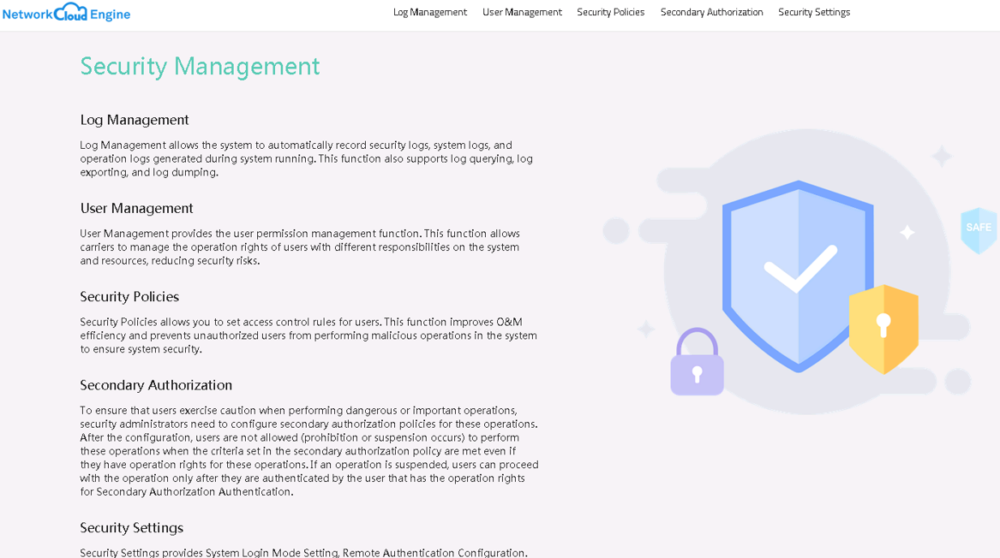 NetworkCloud Engine
Log Management
User Management
Security Policies
Secondary Authorization
Security Settings
Security Management
Log Management
Log Management allows the system to automatically record security logs, system logs, and
operation logs generated during system running. This function also supports log querying, log
exporting, and log dumping.
User Management
User Management provides the user permission management function. This function allows
carriers to manage the operation rights of users with different responsibilities on the system
and resources, reducing security risks.
Security Policies
Security Policies allows you to set access control rules for users. This function improves O&M
efficiency and prevents unauthorized users from performing malicious operations in the system
to ensure system security.
Secondary Authorization
To ensure that users exercise caution when performing dangerous or important operations,
security administrators need to configure secondary authorization policies for these operations.
After the configuration, users are not allowed (prohibition or suspension occurs) to perform
these operations when the criteria set in the secondary authorization policy are met even if
they have operation rights for these operations. If an operation is suspended, users can proceed
with the operation only after they are authenticated by the user that has the operation rights
for Secondary Authorization Authentication.
Security Settings
Security Settings provides System Login Mode Setting, Remote Authentication Configuration.
SAFE